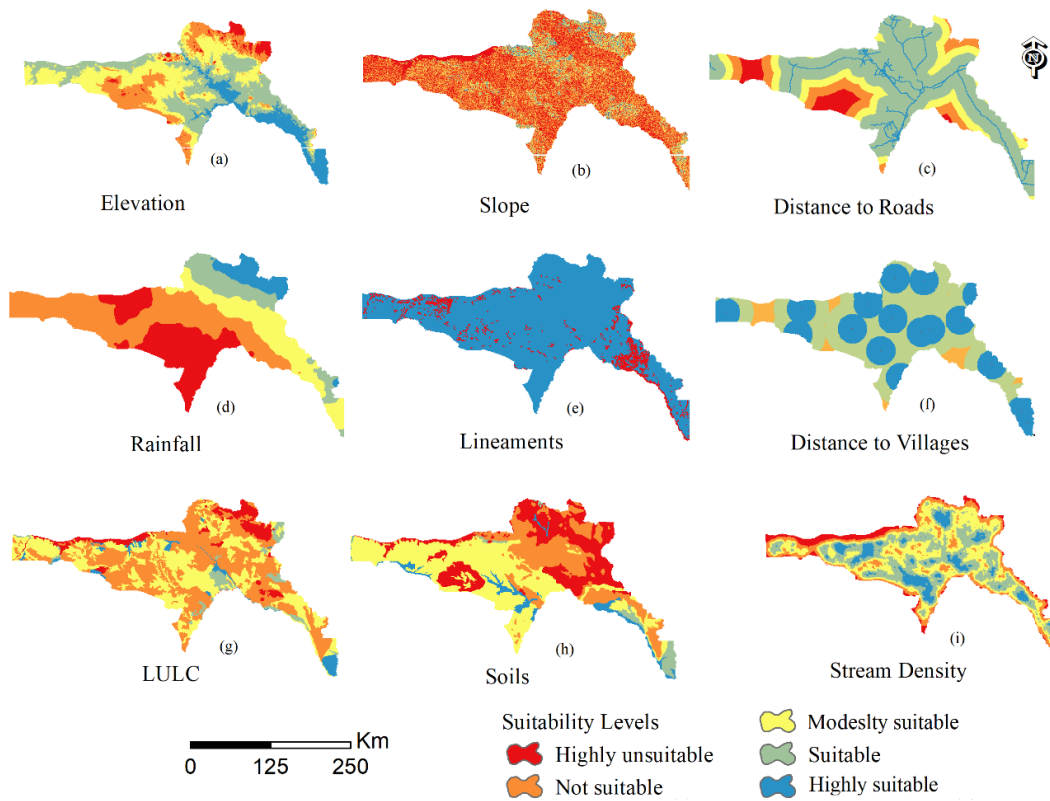 N
(a)
(b)
(c)
Elevation
Slope
Distance to Roads
(d)
(e)
(f)
Rainfall
Lineaments
Distance to Villages
(g)
(h)
(i)
LULC
Soils
Stream Density
Suitability Levels
Highly unsuitable
Not suitable
Modeslty suitable
Suitable
Highly suitable
Km
0 125 250